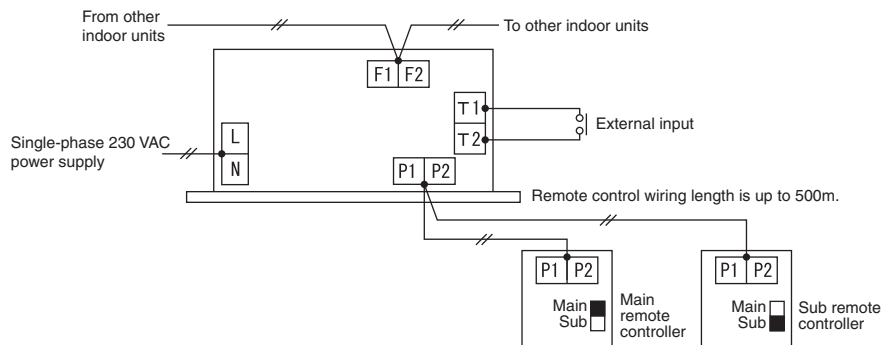 From other
indoor units
To other indoor units
F1 F2
T1
T2
External input
Single-phase 230 VAC
power supply
L
N
P1 P2
Remote control wiring length is up to 500m.
P1 P2
Main
Sub
Main
remote
controller
P1 P2
Main
Sub
Sub remote
controller